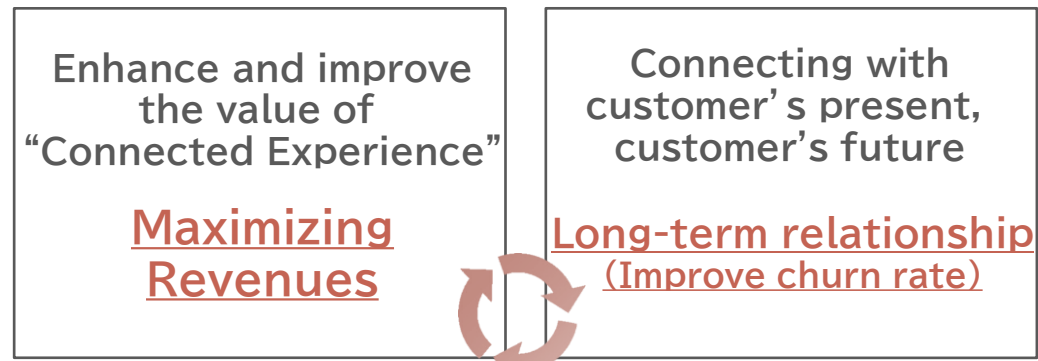 Enhance and improve
the value of
“Connected Experience”
Maximizing
Revenues
Connecting with
customer’s present,
customer’s future
Long-term relationship
(Improve churn rate)